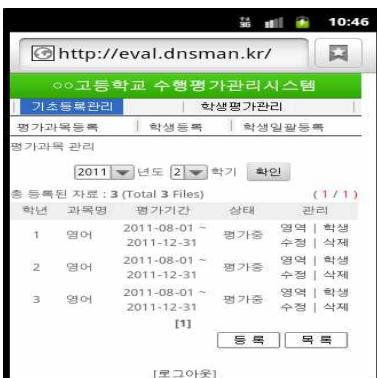 3G 10:46
http://eval.dnsman.kr/
○○고등학교 수행평가관리시스템
기초등록관리 | 학생평가관리 |
평가과목등록 | 학생등록 | 학생일괄등록
평가과목 관리
2011 년도 2 학기 확인
총 등록된 자료 : 3 (Total 3 Files) ( 1 / 1 )
학년 과목명 평가기간 상태 관리
1 영어 2011-08-01 ~ 2011-12-31 평가중 영역 | 학생 수정 | 삭제
2 영어 2011-08-01 ~ 2011-12-31 평가중 영역 | 학생 수정 | 삭제
3 영어 2011-08-01 ~ 2011-12-31 평가중 영역 | 학생 수정 | 삭제
[1]
등 록 목 록
[로그아웃]